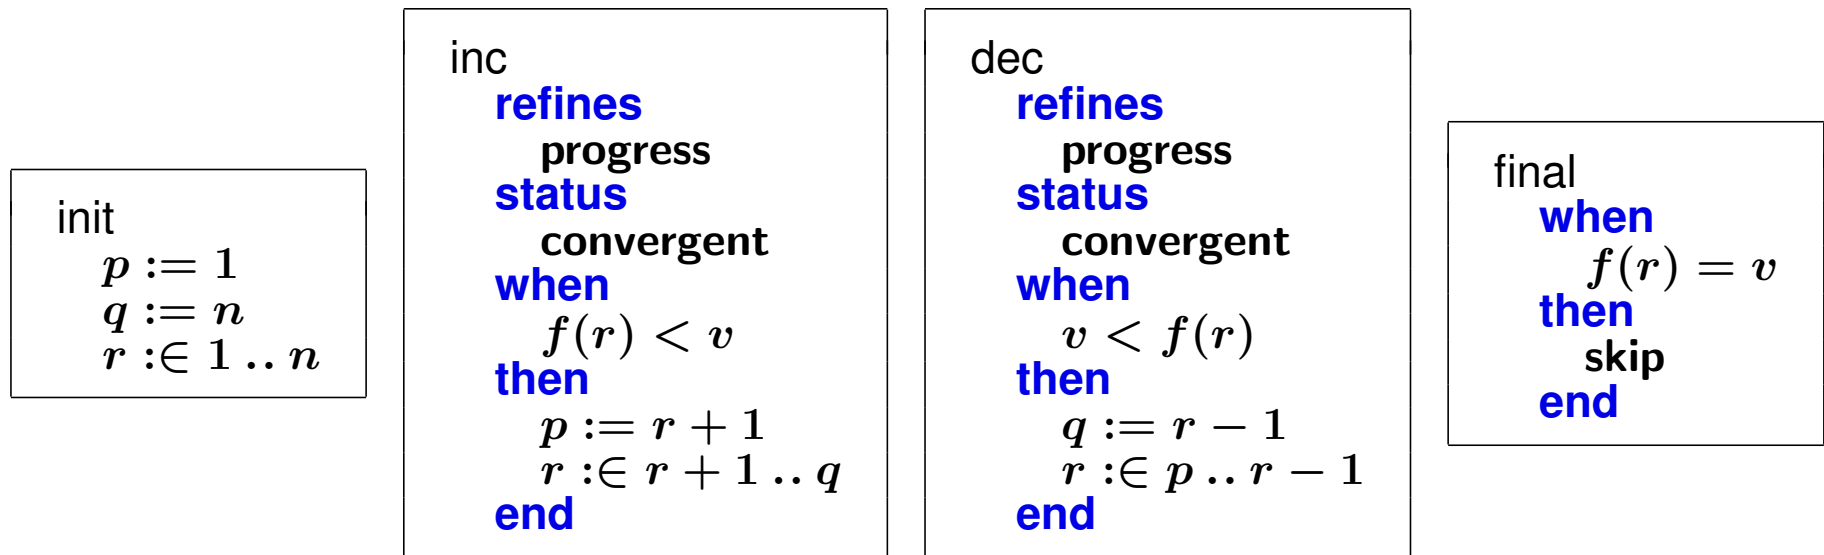 init
p := 1
q := n
r :∈ 1 .. n
inc
refines
progress
status
convergent
when
f(r) < v
then
p := r + 1
r :∈ r + 1 .. q
end
dec
refines
progress
status
convergent
when
v < f(r)
then
q := r − 1
r :∈ p .. r − 1
end
final
when
f(r) = v
then
skip
end